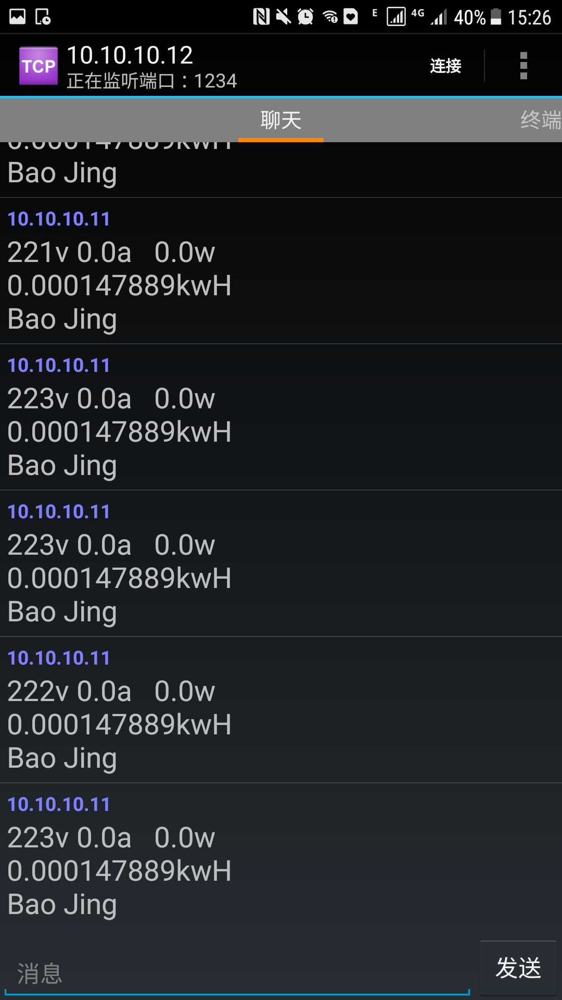 E 4G 40% 15:26
TCP
10.10.10.12
连接
正在监听端口：1234
聊天
终端
0.000147889kwH
Bao Jing
10.10.10.11
221v 0.0a 0.0w
0.000147889kwH
Bao Jing
10.10.10.11
223v 0.0a 0.0w
0.000147889kwH
Bao Jing
10.10.10.11
223v 0.0a 0.0w
0.000147889kwH
Bao Jing
10.10.10.11
222v 0.0a 0.0w
0.000147889kwH
Bao Jing
10.10.10.11
223v 0.0a 0.0w
0.000147889kwH
Bao Jing
消息
发送